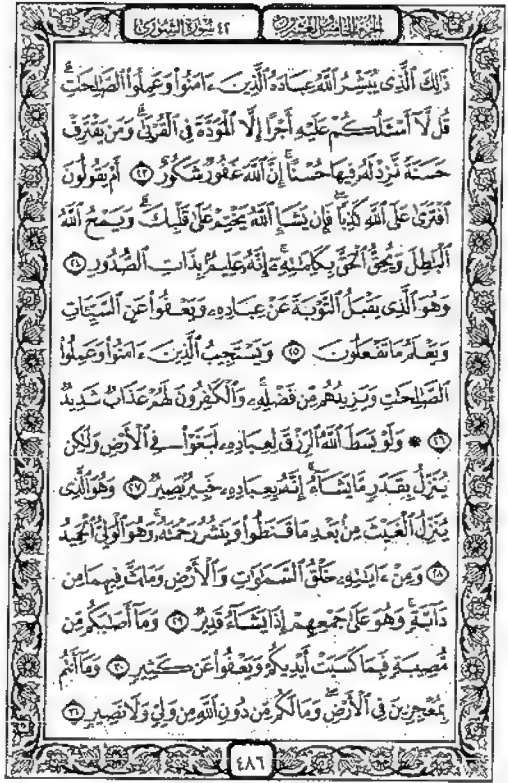 الجزء الخامس والعشرون
٤٢ سورة الشورى
ذَٰلِكَ ٱلَّذِى يُبَشِّرُ ٱللَّهُ عِبَادَهُ ٱلَّذِينَ ءَامَنُوا۟ وَعَمِلُوا۟ ٱلصَّـٰلِحَـٰتِ ۗ
قُل لَّآ أَسْـَٔلُكُمْ عَلَيْهِ أَجْرًا إِلَّا ٱلْمَوَدَّةَ فِى ٱلْقُرْبَىٰ ۗ وَمَن يَقْتَرِفْ
حَسَنَةً نَّزِدْ لَهُۥ فِيهَا حُسْنًا ۚ إِنَّ ٱللَّهَ غَفُورٌ شَكُورٌ ٢٣ أَمْ يَقُولُونَ
ٱفْتَرَىٰ عَلَى ٱللَّهِ كَذِبًا ۖ فَإِن يَشَإِ ٱللَّهُ يَخْتِمْ عَلَىٰ قَلْبِكَ ۗ وَيَمْحُ ٱللَّهُ
ٱلْبَـٰطِلَ وَيُحِقُّ ٱلْحَقَّ بِكَلِمَـٰتِهِۦٓ ۚ إِنَّهُۥ عَلِيمٌۢ بِذَاتِ ٱلصُّدُورِ ٢٤
وَهُوَ ٱلَّذِى يَقْبَلُ ٱلتَّوْبَةَ عَنْ عِبَادِهِۦ وَيَعْفُوا۟ عَنِ ٱلسَّيِّـَٔاتِ
وَيَعْلَمُ مَا تَفْعَلُونَ ٢٥ وَيَسْتَجِيبُ ٱلَّذِينَ ءَامَنُوا۟ وَعَمِلُوا۟
ٱلصَّـٰلِحَـٰتِ وَيَزِيدُهُم مِّن فَضْلِهِۦ ۚ وَٱلْكَـٰفِرُونَ لَهُمْ عَذَابٌ شَدِيدٌ
٢٦ ۞ وَلَوْ بَسَطَ ٱللَّهُ ٱلرِّزْقَ لِعِبَادِهِۦ لَبَغَوْا۟ فِى ٱلْأَرْضِ وَلَـٰكِن
يُنَزِّلُ بِقَدَرٍ مَّا يَشَآءُ ۚ إِنَّهُۥ بِعِبَادِهِۦ خَبِيرٌۢ بَصِيرٌ ٢٧ وَهُوَ ٱلَّذِى
يُنَزِّلُ ٱلْغَيْثَ مِنۢ بَعْدِ مَا قَنَطُوا۟ وَيَنشُرُ رَحْمَتَهُۥ ۚ وَهُوَ ٱلْوَلِىُّ ٱلْحَمِيدُ
٢٨ وَمِنْ ءَايَـٰتِهِۦ خَلْقُ ٱلسَّمَـٰوَٰتِ وَٱلْأَرْضِ وَمَا بَثَّ فِيهِمَا مِن
دَآبَّةٍ ۚ وَهُوَ عَلَىٰ جَمْعِهِمْ إِذَا يَشَآءُ قَدِيرٌ ٢٩ وَمَآ أَصَـٰبَكُم مِّن
مُّصِيبَةٍ فَبِمَا كَسَبَتْ أَيْدِيكُمْ وَيَعْفُوا۟ عَن كَثِيرٍ ٣٠ وَمَآ أَنتُم
بِمُعْجِزِينَ فِى ٱلْأَرْضِ ۖ وَمَا لَكُم مِّن دُونِ ٱللَّهِ مِن وَلِىٍّ وَلَا نَصِيرٍ ٣١
٤٨٦